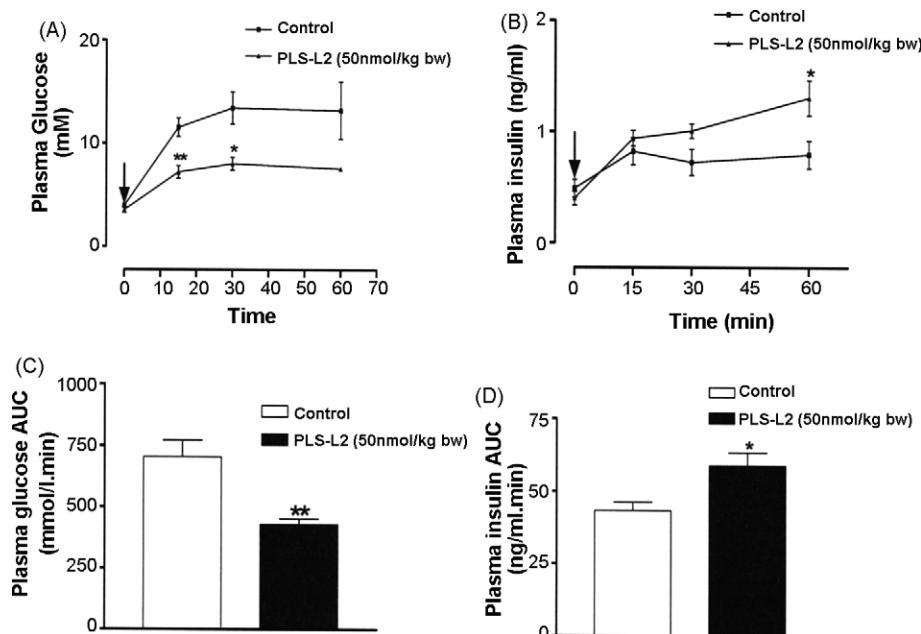 (A)
Control
PLS-L2 (50nmol/kg bw)
Plasma Glucose
(mM)
20
10
0
**
*
0 10 20 30 40 50 60 70
Time
(B)
Control
PLS-L2 (50nmol/kg bw)
Plasma insulin (ng/ml)
2
1
0
*
0 15 30 45 60
Time (min)
(C)
Control
PLS-L2 (50nmol/kg bw)
Plasma glucose AUC
(mmol/l.min)
1000
750
500
250
0
**
(D)
Control
PLS-L2 (50nmol/kg bw)
Plasma insulin AUC
(ng/ml.min)
75
50
25
0
*